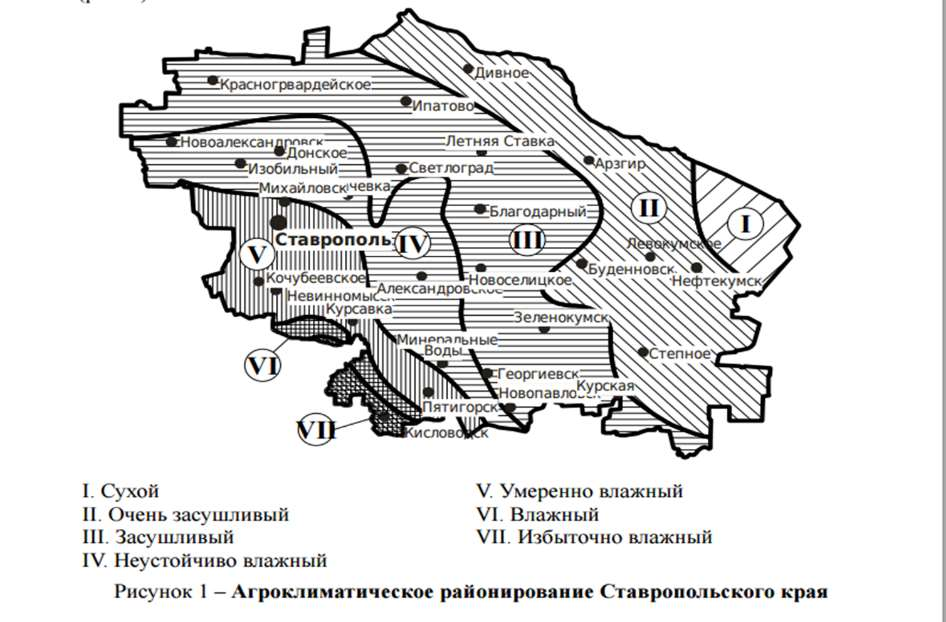 Дивное
Красногрвардейское
Ипатово
Новоалександровск
Летняя Ставка
Донское
Изобильный
Светлоград
Арзгир
Михайловск
чевка
Благодарный
II
I
Ставрополь
IV
III
Левокумское
V
Кочубеевское
Новоселицкое
Буденновск
Нефтекумск
Александровское
Невинномысск
Курсавка
Зеленокумск
Минеральные
Воды
Степное
VI
Георгиевск
Курская
Новопавловск
Пятигорск
VII
Кисловодск
I. Сухой
II. Очень засушливый
III. Засушливый
IV. Неустойчиво влажный
V. Умеренно влажный
VI. Влажный
VII. Избыточно влажный
Рисунок 1 – Агроклиматическое районирование Ставропольского края